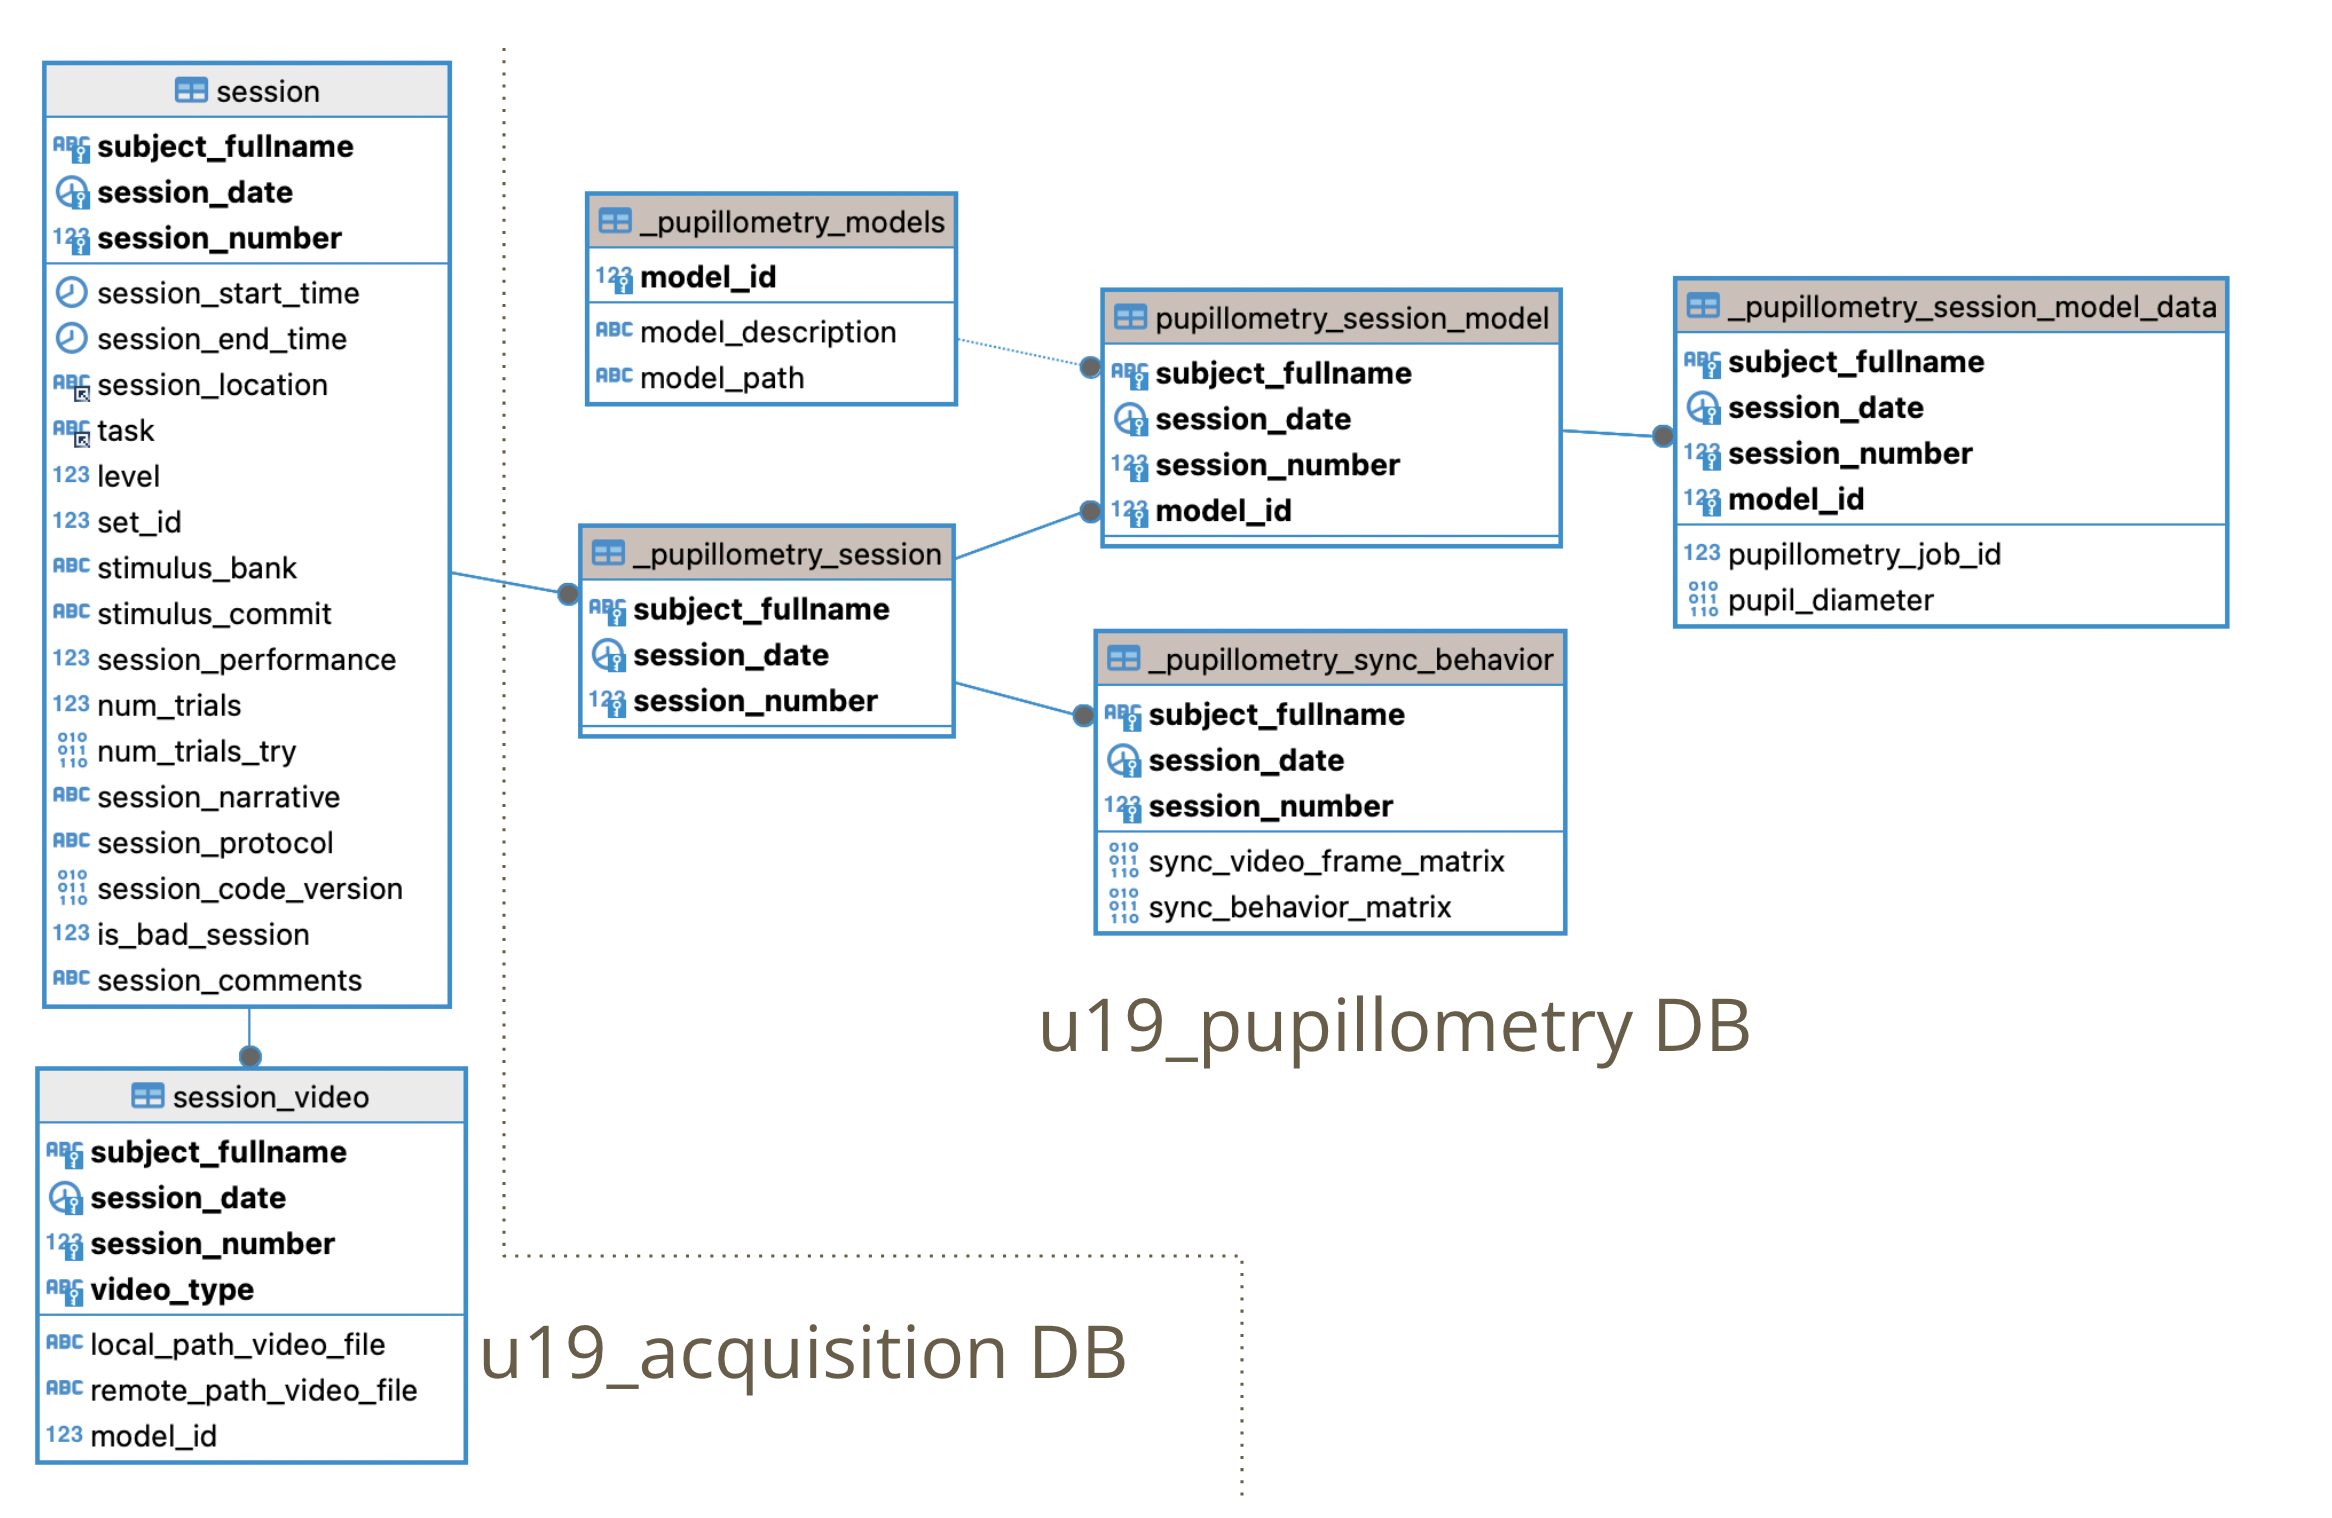 session
subject_fullname
session_date
session_number
session_start_time
session_end_time
session_location
task
level
set_id
stimulus_bank
stimulus_commit
session_performance
num_trials
num_trials_try
session_narrative
session_protocol
session_code_version
is_bad_session
session_comments
session_video
subject_fullname
session_date
session_number
video_type
local_path_video_file
remote_path_video_file
model_id
u19_acquisition DB
_pupillometry_models
model_id
model_description
model_path
_pupillometry_session
subject_fullname
session_date
session_number
pupillometry_session_model
subject_fullname
session_date
session_number
model_id
_pupillometry_sync_behavior
subject_fullname
session_date
session_number
sync_video_frame_matrix
sync_behavior_matrix
_pupillometry_session_model_data
subject_fullname
session_date
session_number
model_id
pupillometry_job_id
pupil_diameter
u19_pupillometry DB